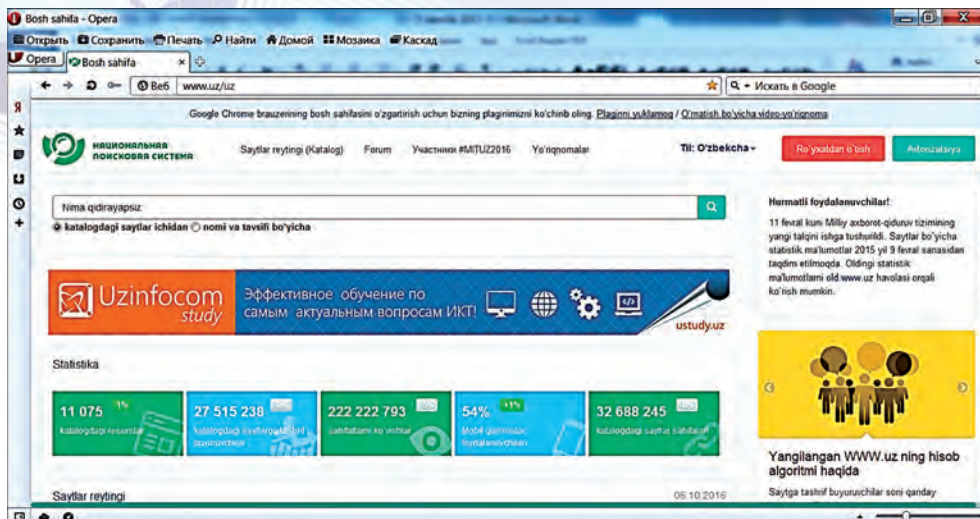 Bosh sahifa - Opera
Открыть Сохранить Печать Найти Домой Мозаика Каскад
Opera Bosh sahifa
Веб www.uz/uz Искать в Google
Google Chrome brauzerining bosh sahifasini o'zgartirish uchun bizning plaginimizni ko'chirib oling. Plaginni yuklamoq / O'rnatish bo'yicha video-yo'riqnoma
НАЦИОНАЛЬНАЯ
ПОИСКОВАЯ СИСТЕМА
Saytlar reytingi (Katalog) Forum Участники #MITUZ2016 Yo'riqnomalar Til: O'zbekcha Ro'yxatdan o'tish Avtorizatsiya
Nima qidirayapsiz
katalogdagi saytlar ichidan nomi va tavsifi bo'yicha
Hurmatli foydalanuvchilar!
11 fevral kuni Milliy axborot-qidiruv tizimining
yangi talqini ishga tushurildi. Saytlar bo'yicha
statistik ma'lumotlar 2015 yil 9 fevral sanasidan
taqdim etilmoqda. Oldingi statistik
ma'lumotlarni old.www.uz havolasi orqali
ko'rish mumkin.
Uzinfocom
study
Эффективное обучение по
самым актуальным вопросам ИКТ!
ustudy.uz
Statistika
11 075
katalogdagi resurslar
27 515 238
katalogdagi saytlarga tashrif
buyuruvchilar
222 222 793
sahifalarni ko'rishlar
54%
Mobil qurilmalar
foydalanuvchilari
32 688 245
katalogdagi saytlar sahifalari
Yangilangan WWW.uz ning hisob
algoritmi haqida
Saytga tashrif buyuruvchilar soni qanday
Saytlar reytingi 06.10.2016